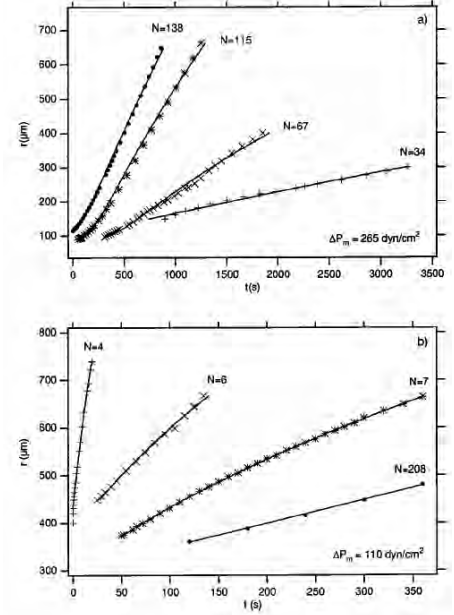 a)
N=138
N=115
N=67
N=34
ΔPm = 265 dyn/cm²
r(µm)
700
600
500
400
300
200
100
0 500 1000 1500 2000 2500 3000 3500
t(s)
b)
N=4
N=6
N=7
N=208
ΔPm = 110 dyn/cm²
r (µm)
800
700
600
500
400
300
0 50 100 150 200 250 300 350
t (s)